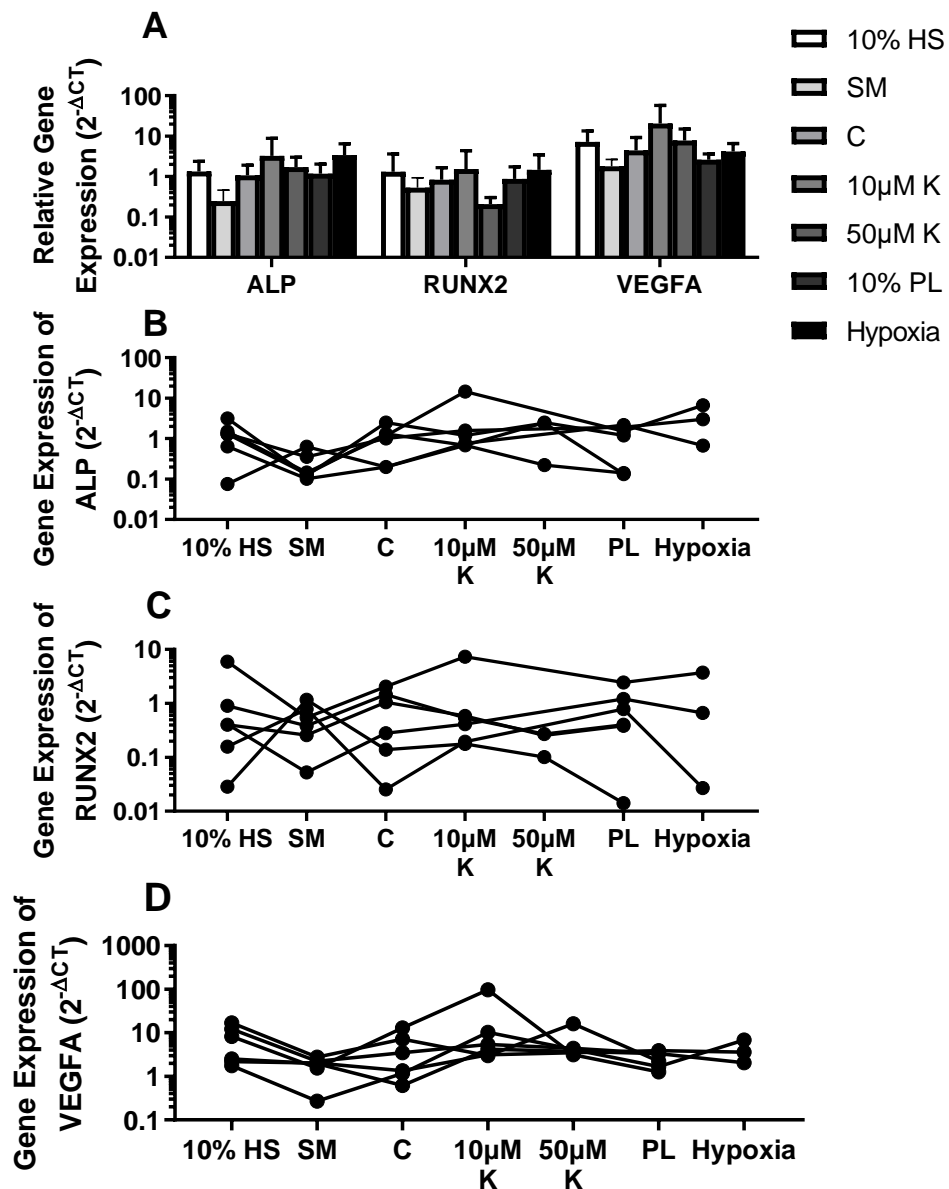 A
Relative Gene
Expression (2^-ΔCT)
100
10
1
0.1
0.01
ALP RUNX2 VEGFA
10% HS
SM
C
10µM K
50µM K
10% PL
Hypoxia
B
Gene Expression of
ALP (2^-ΔCT)
100
10
1
0.1
0.01
10% HS SM C 10µM K 50µM K PL Hypoxia
C
Gene Expression of
RUNX2 (2^-ΔCT)
10
1
0.1
0.01
10% HS SM C 10µM K 50µM K PL Hypoxia
D
Gene Expression of
VEGFA (2^-ΔCT)
1000
100
10
1
0.1
10% HS SM C 10µM K 50µM K PL Hypoxia